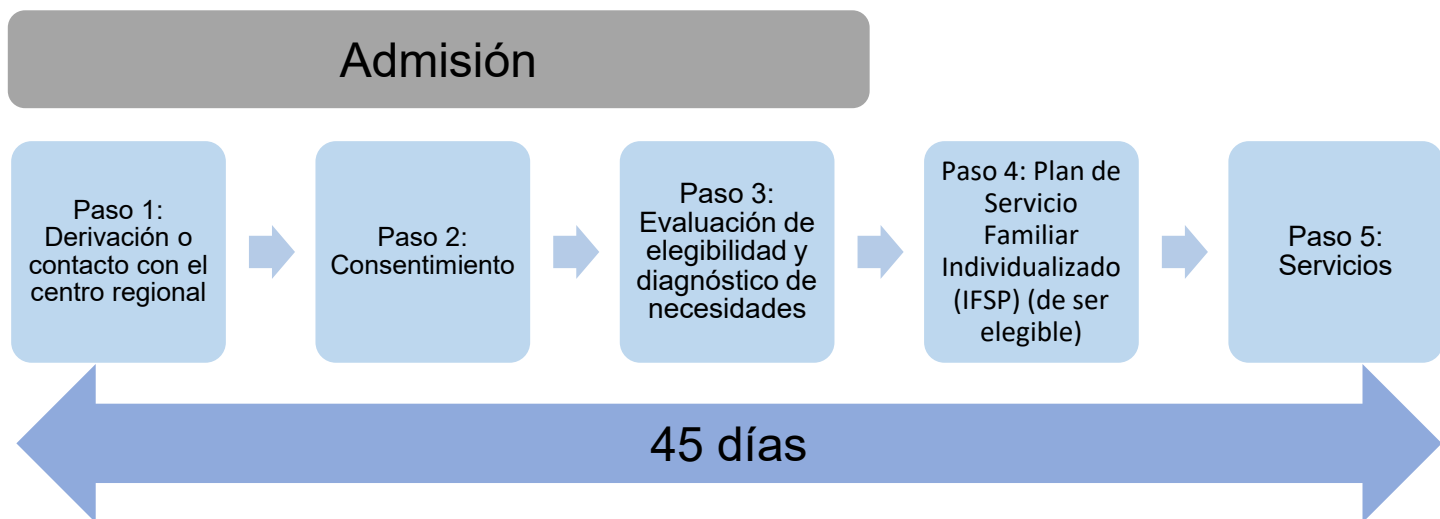 Admisión
Paso 1:
Derivación o
contacto con el
centro regional
Paso 2:
Consentimiento
Paso 3:
Evaluación de
elegibilidad y
diagnóstico de
necesidades
Paso 4: Plan de
Servicio
Familiar
Individualizado
(IFSP) (de ser
elegible)
Paso 5:
Servicios
45 días